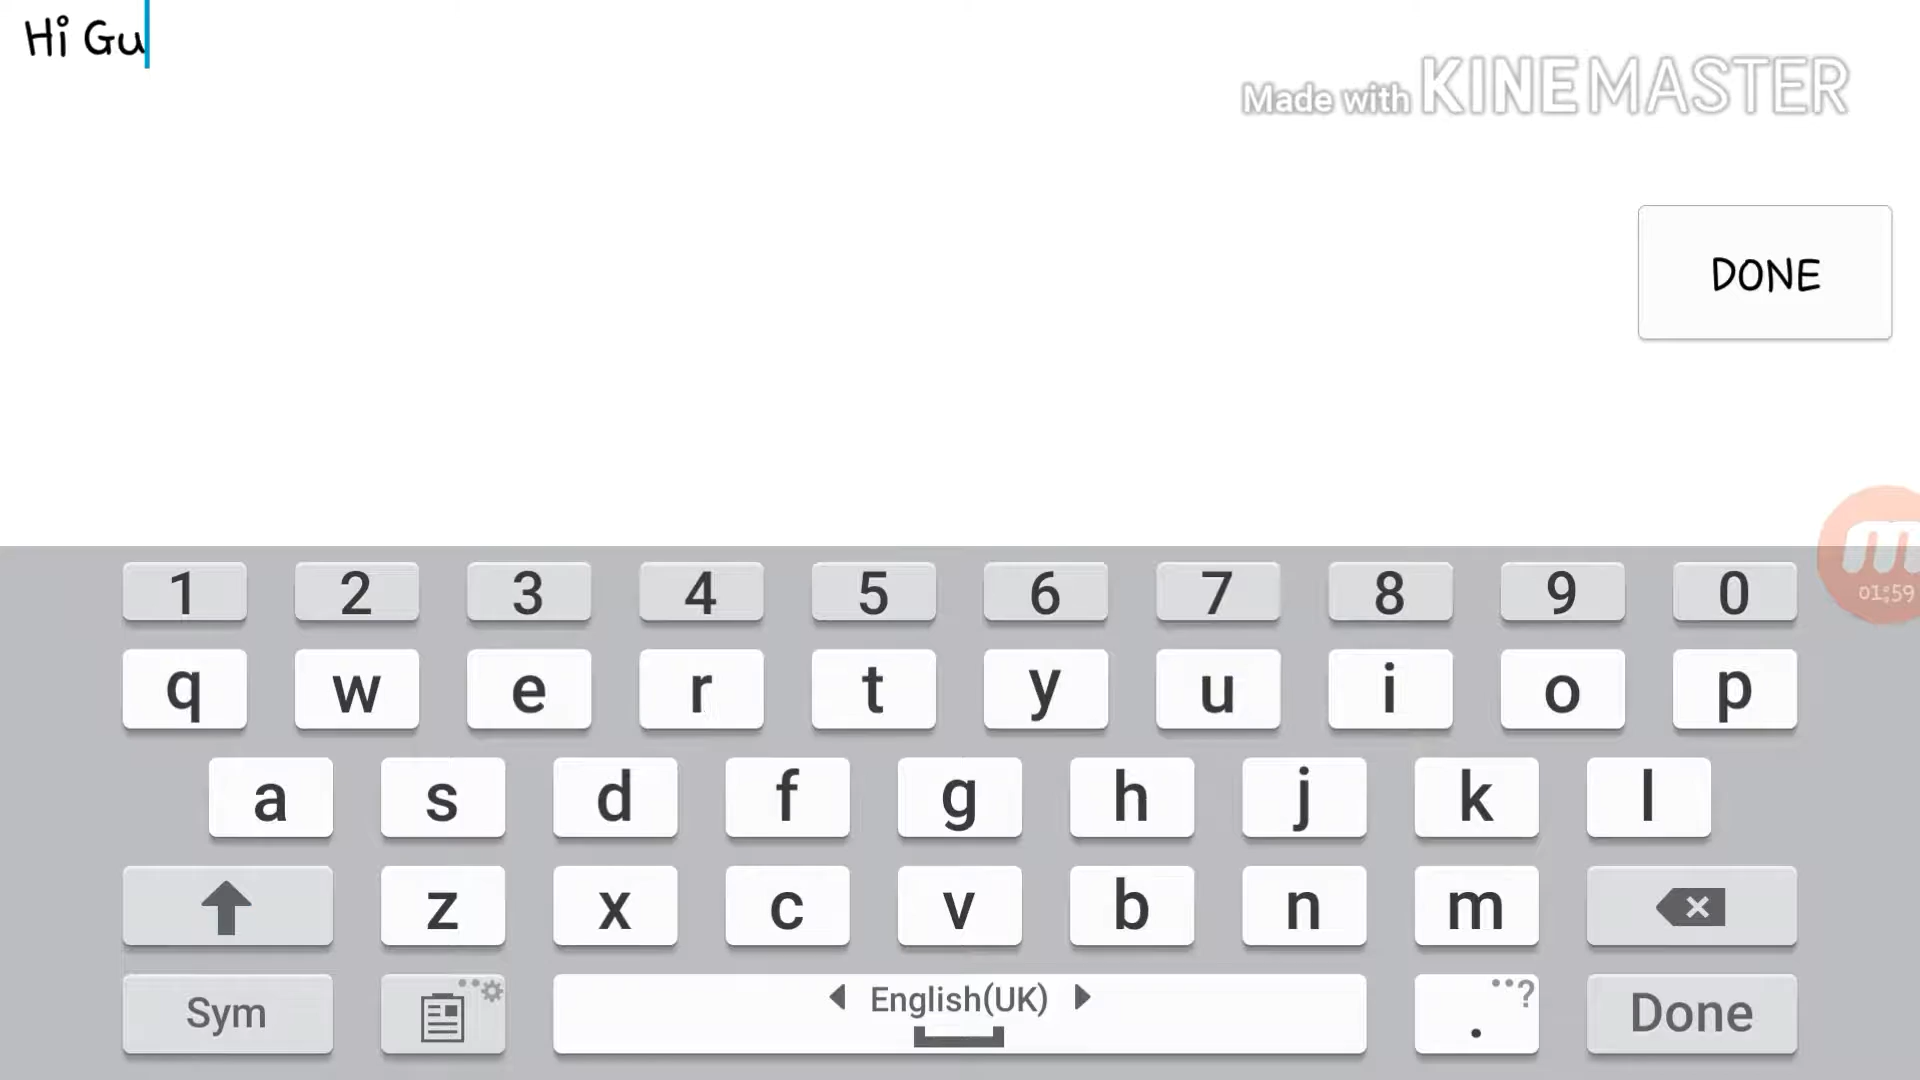 Hi Gu
Made with KINEMASTER
DONE
01:59
1 2 3 4 5 6 7 8 9 0
q w e r t y u i o p
a s d f g h j k l
z x c v b n m
Sym English(UK) . ? Done